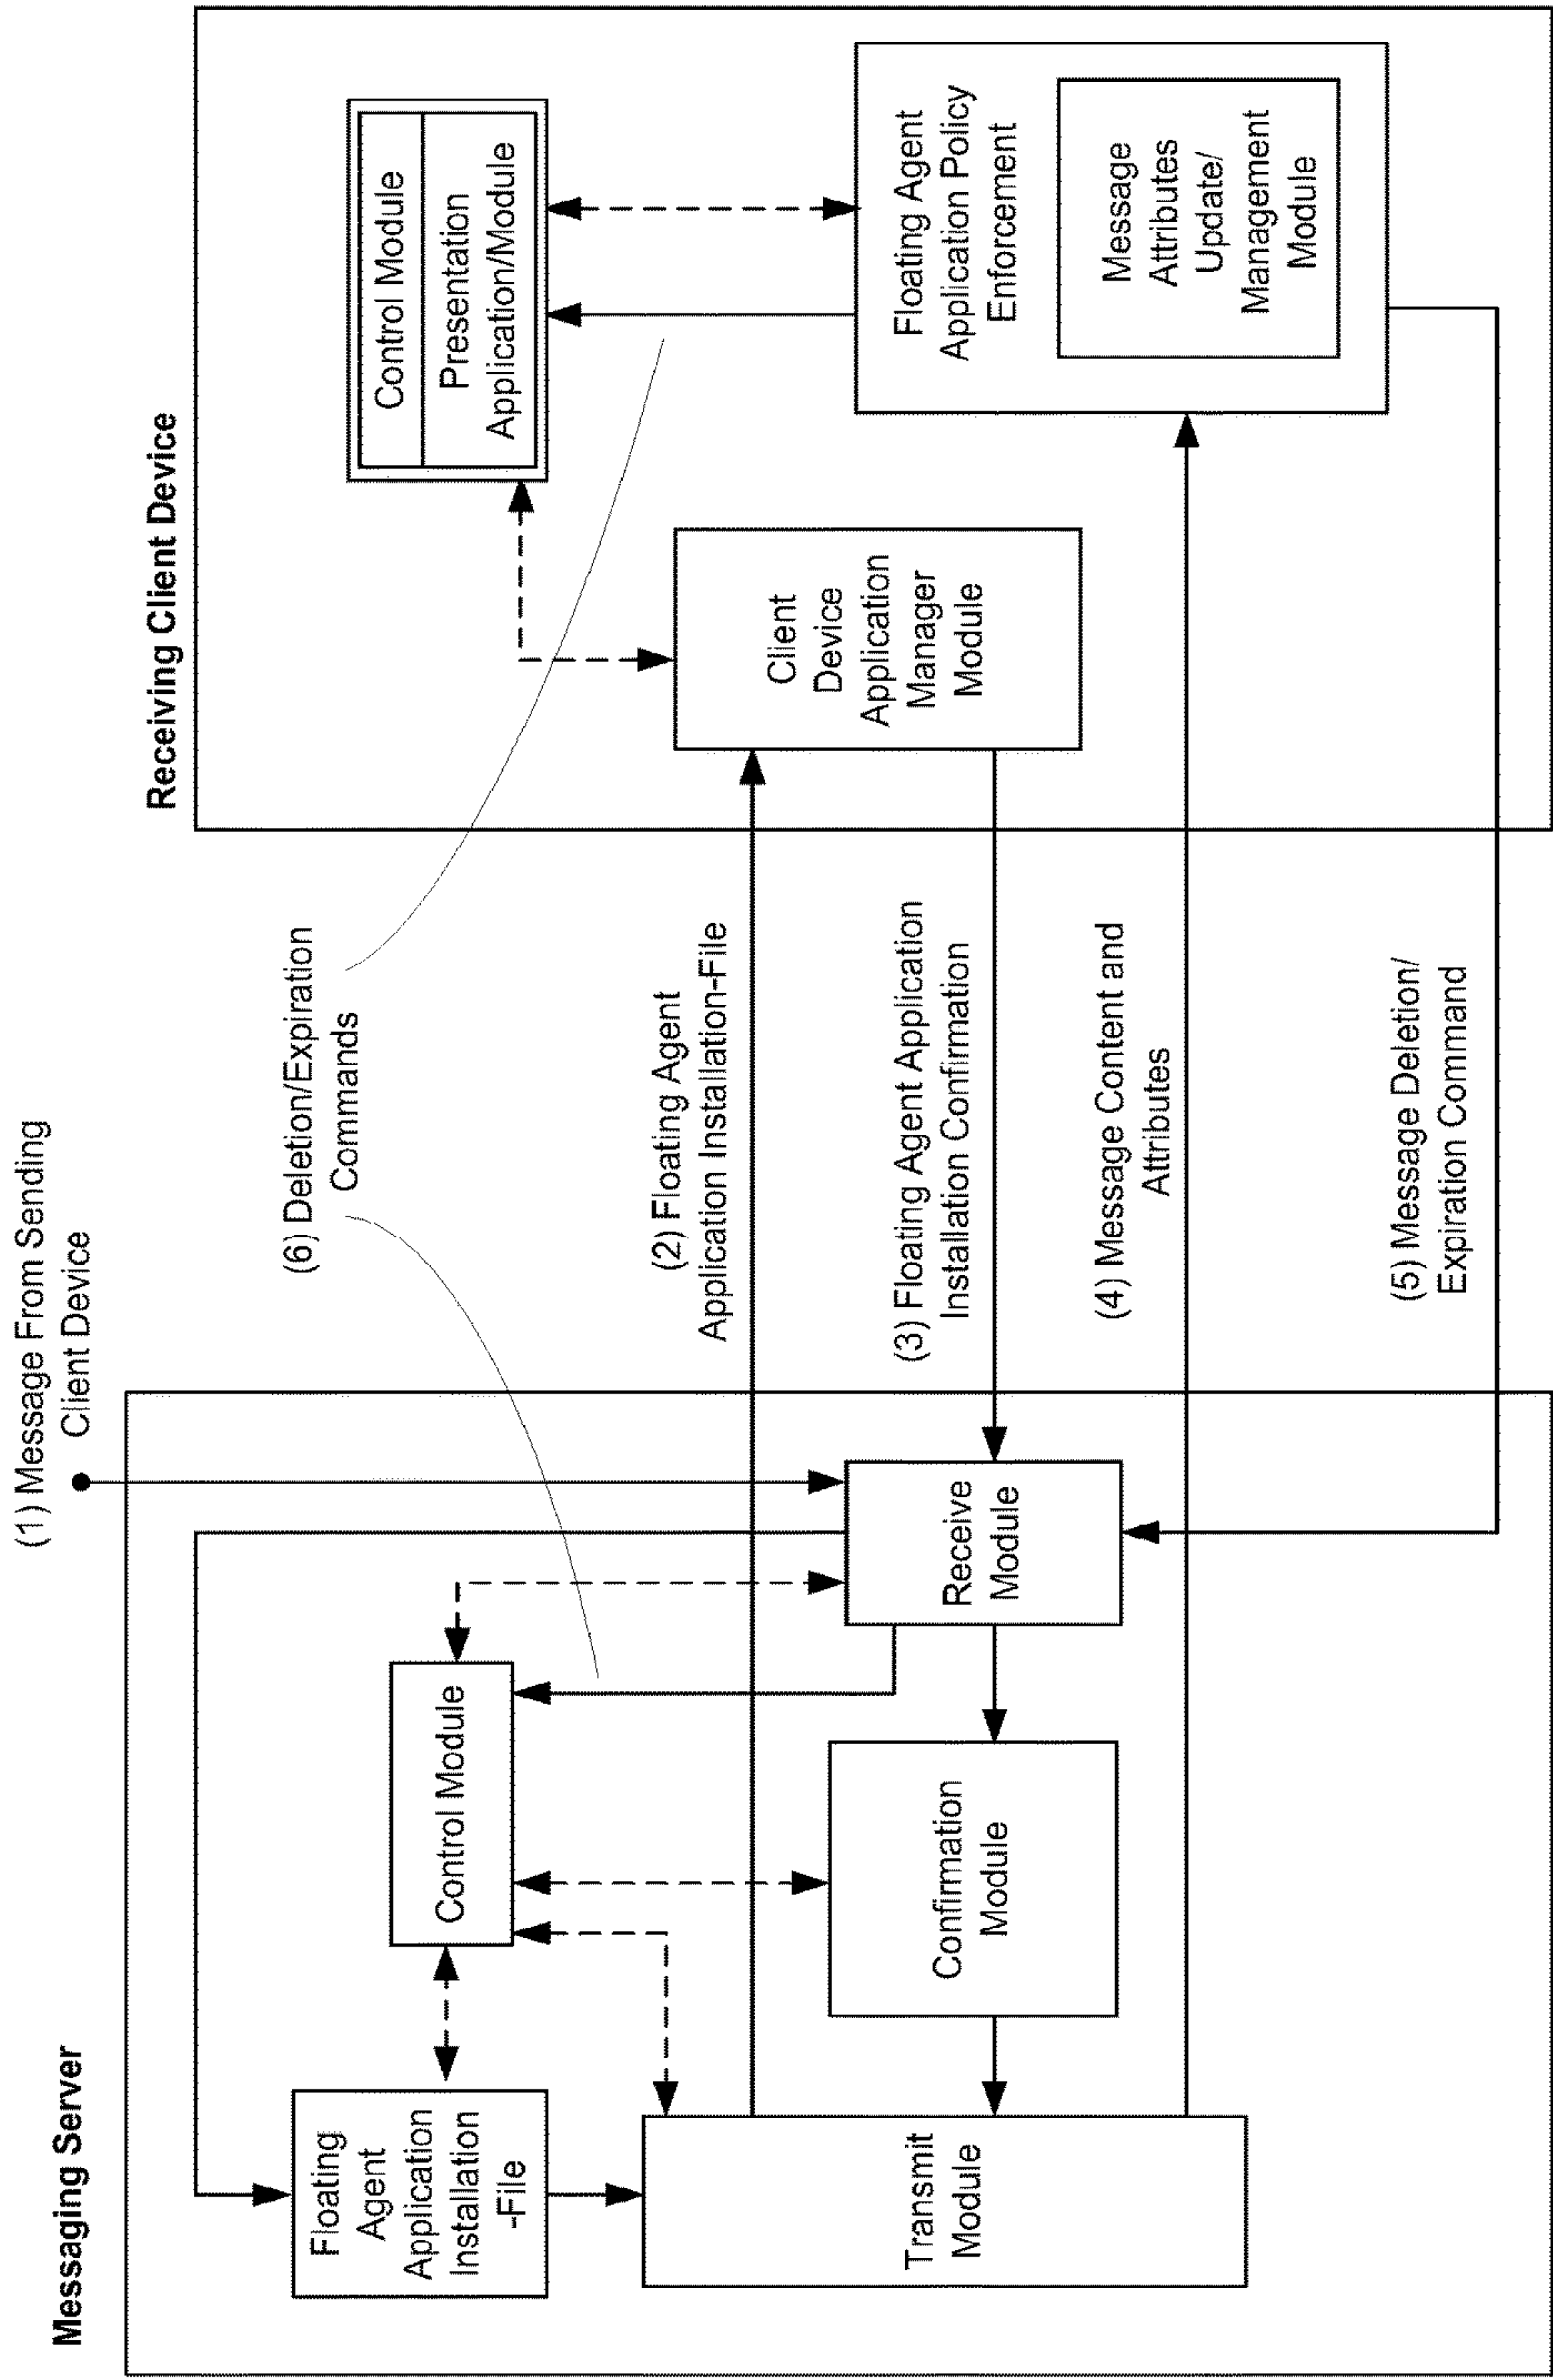 Messaging Server
(1) Message From Sending
Client Device
Receiving Client Device
Floating
Agent
Application
Installation
-File
Control Module
(6) Deletion/Expiration
Commands
Control Module
Presentation
Application/Module
(2) Floating Agent
Application Installation-File
Client
Device
Application
Manager
Module
Transmit
Module
Confirmation
Module
Receive
Module
(3) Floating Agent Application
Installation Confirmation
Floating Agent
Application Policy
Enforcement
Message
Attributes
Update/
Management
Module
(4) Message Content and
Attributes
(5) Message Deletion/
Expiration Command